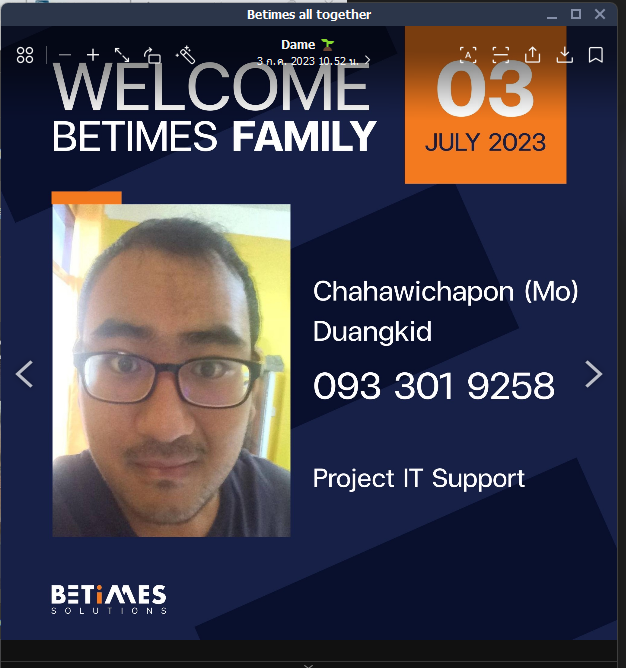 Betimes all together
Dame
3 ก.ค. 2023 10.52 น.
A
WELCOME
BETIMES FAMILY
03
JULY 2023
Chahawichapon (Mo)
Duangkid
093 301 9258
Project IT Support
BETiMES
SOLUTIONS